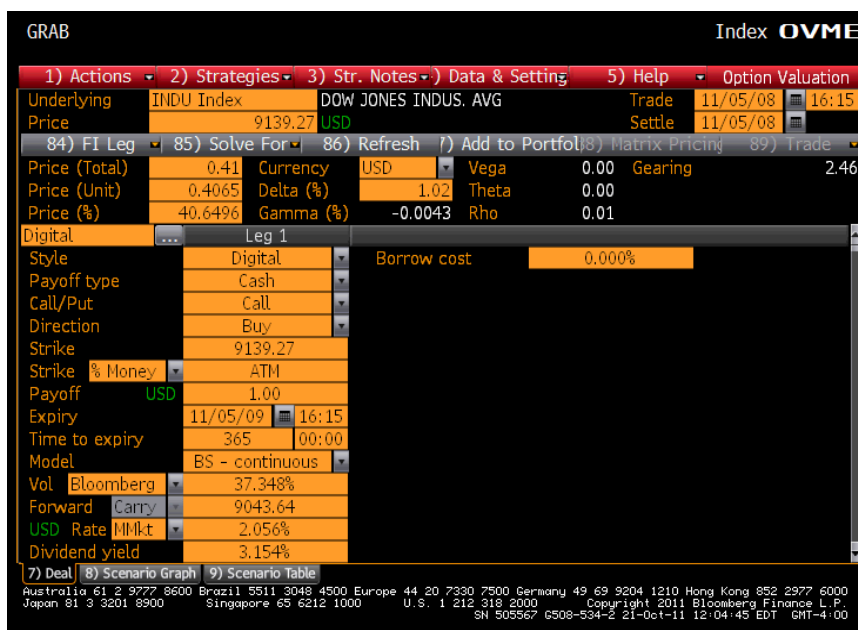 GRAB Index OVME
1) Actions 2) Strategies 3) Str. Notes ) Data & Setting 5) Help Option Valuation
Underlying INDU Index DOW JONES INDUS. AVG Trade 11/05/08 16:15
Price 9139.27 USD Settle 11/05/08
84) FI Leg 85) Solve For 86) Refresh 7) Add to Portfol 88) Matrix Pricing 89) Trade
Price (Total) 0.41 Currency USD Vega 0.00 Gearing 2.46
Price (Unit) 0.4065 Delta (%) 1.02 Theta 0.00
Price (%) 40.6496 Gamma (%) -0.0043 Rho 0.01
Digital ... Leg 1
Style Digital Borrow cost 0.000%
Payoff type Cash
Call/Put Call
Direction Buy
Strike 9139.27
Strike % Money ATM
Payoff USD 1.00
Expiry 11/05/09 16:15
Time to expiry 365 00:00
Model BS - continuous
Vol Bloomberg 37.348%
Forward Carry 9043.64
USD Rate MMkt 2.056%
Dividend yield 3.154%
7) Deal 8) Scenario Graph 9) Scenario Table
Australia 61 2 9777 8600 Brazil 5511 3048 4500 Europe 44 20 7330 7500 Germany 49 69 9204 1210 Hong Kong 852 2977 6000
Japan 81 3 3201 8900 Singapore 65 6212 1000 U.S. 1 212 318 2000 Copyright 2011 Bloomberg Finance L.P.
SN 505567 G508-534-2 21-Oct-11 12:04:45 EDT GMT-4:00